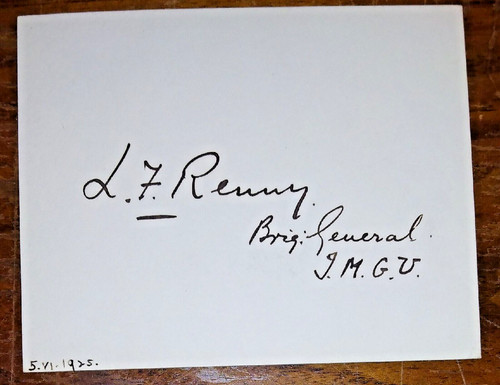 L. F. Renny.
Brig: General.
I. M. G. U.
5.VI.1925.